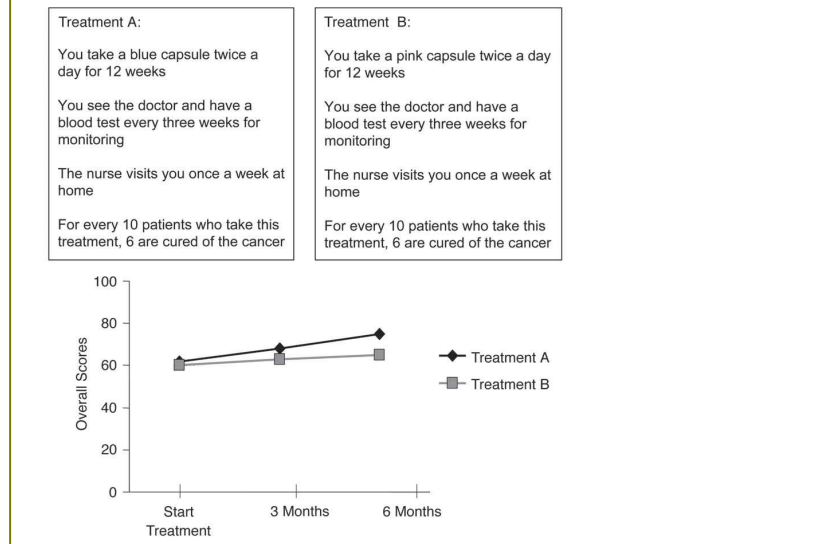 Treatment A:
You take a blue capsule twice a
day for 12 weeks
You see the doctor and have a
blood test every three weeks for
monitoring
The nurse visits you once a week at
home
For every 10 patients who take this
treatment, 6 are cured of the cancer
Treatment B:
You take a pink capsule twice a day
for 12 weeks
You see the doctor and have a
blood test every three weeks for
monitoring
The nurse visits you once a week at
home
For every 10 patients who take this
treatment, 6 are cured of the cancer
Overall Scores
100
80
60
40
20
0
Start
Treatment
3 Months
6 Months
Treatment A
Treatment B